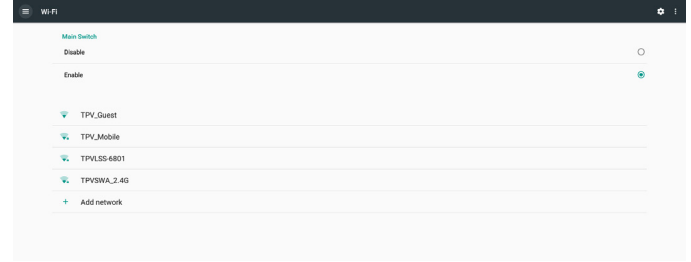 Wi-Fi
Main Switch
Disable
Enable
TPV_Guest
TPV_Mobile
TPVLSS-6801
TPVSWA_2.4G
+ Add network